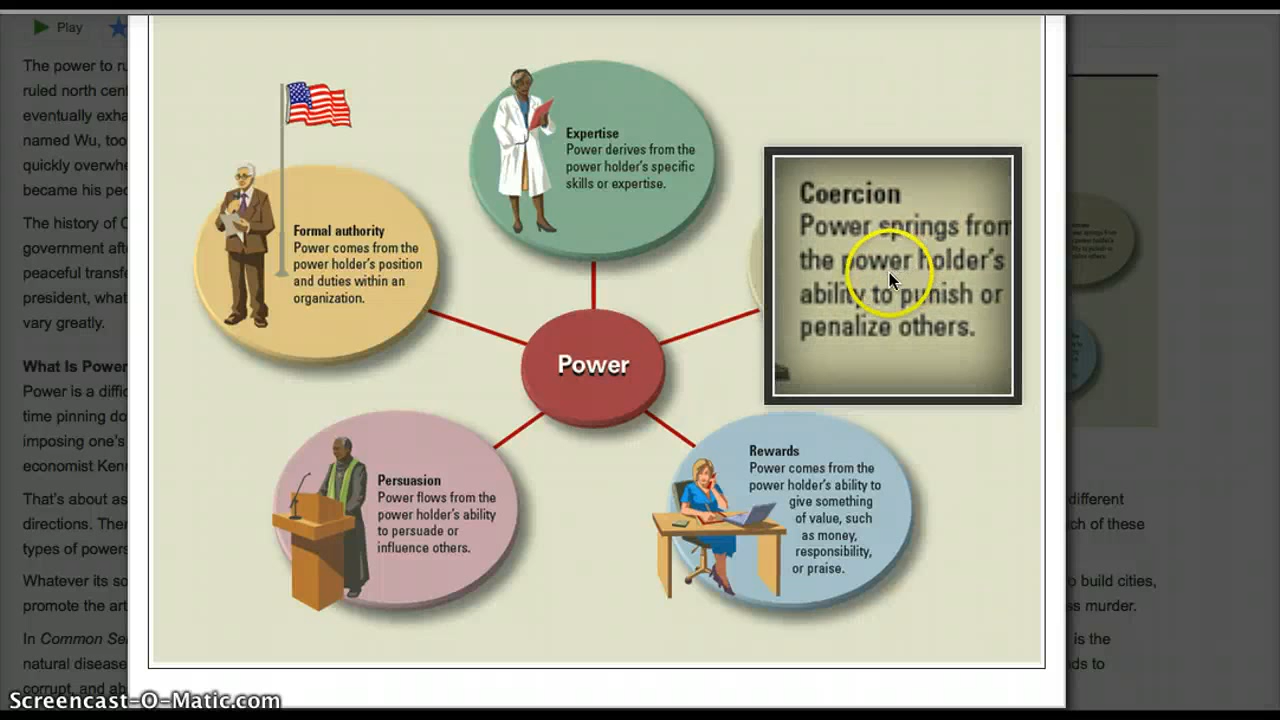 Play
The power to ru
ruled north cent
eventually exha
named Wu, too
quickly overwhe
became his peo
The history of C
government afte
peaceful transfe
president, what
vary greatly.
What Is Power
Power is a diffic
time pinning do
imposing one's
economist Ken
That's about as
directions. Ther
types of powers
Whatever its so
promote the art
In Common Se
natural disease
corrupt, and ab
Formal authority
Power comes from the
power holder's position
and duties within an
organization.
Expertise
Power derives from the
power holder's specific
skills or expertise.
Coercion
Power springs from
the power holder's
ability to punish or
penalize others.
Power
Persuasion
Power flows from the
power holder's ability
to persuade or
influence others.
Rewards
Power comes from the
power holder's ability to
give something
of value, such
as money,
responsibility,
or praise.
different
ch of these
o build cities,
ss murder.
is the
ds to
Screencast-O-Matic.com